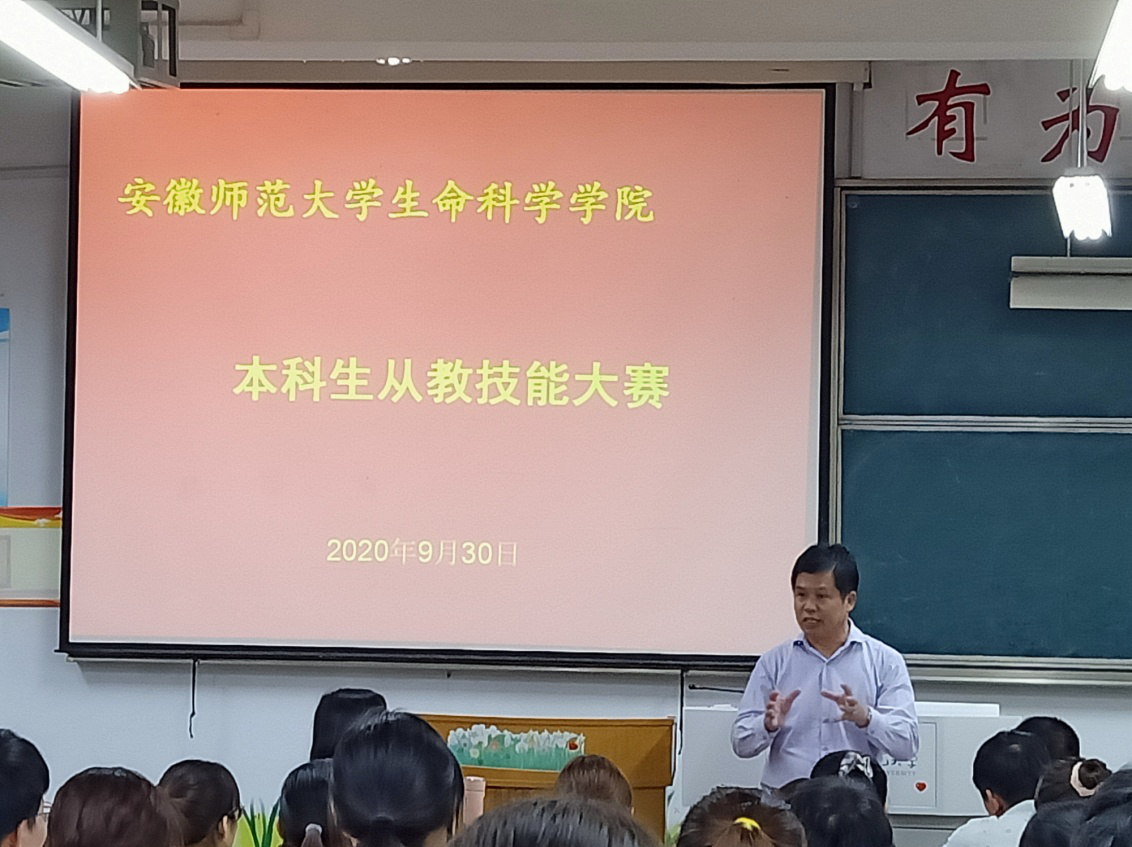 安徽师范大学生命科学学院
本科生从教技能大赛
2020年9月30日
有为